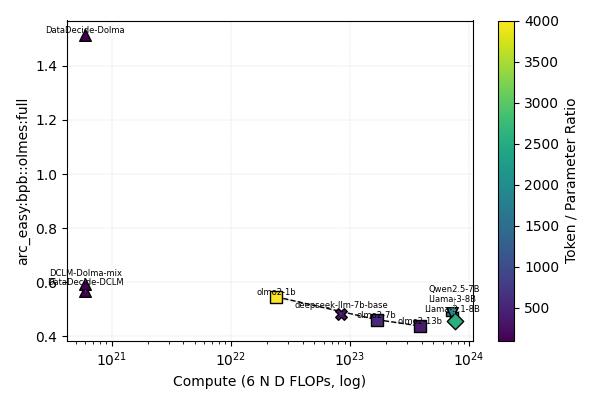 DataDecide-Dolma
1.4
1.2
1.0
0.8
0.6
0.4
arc_easy:bpb::olmes:full
DCLM-Dolma-mix
DataDecide-DCLM
olmo2-1b
deepseek-llm-7b-base
olmo2-7b
olmo2-13b
Qwen2.5-7B
Llama-3-8B
Llama-3.1-8B
10^21
10^22
10^23
10^24
Compute (6 N D FLOPs, log)
4000
3500
3000
2500
2000
1500
1000
500
Token / Parameter Ratio